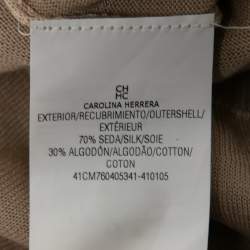 CH
HC
CAROLINA HERRERA
EXTERIOR/RECUBRIMIENTO/OUTERSHELL/
EXTÉRIEUR
70% SEDA/SILK/SOIE
30% ALGODÓN/ALGODÃO/COTTON/
COTON
41CM760405341-410105